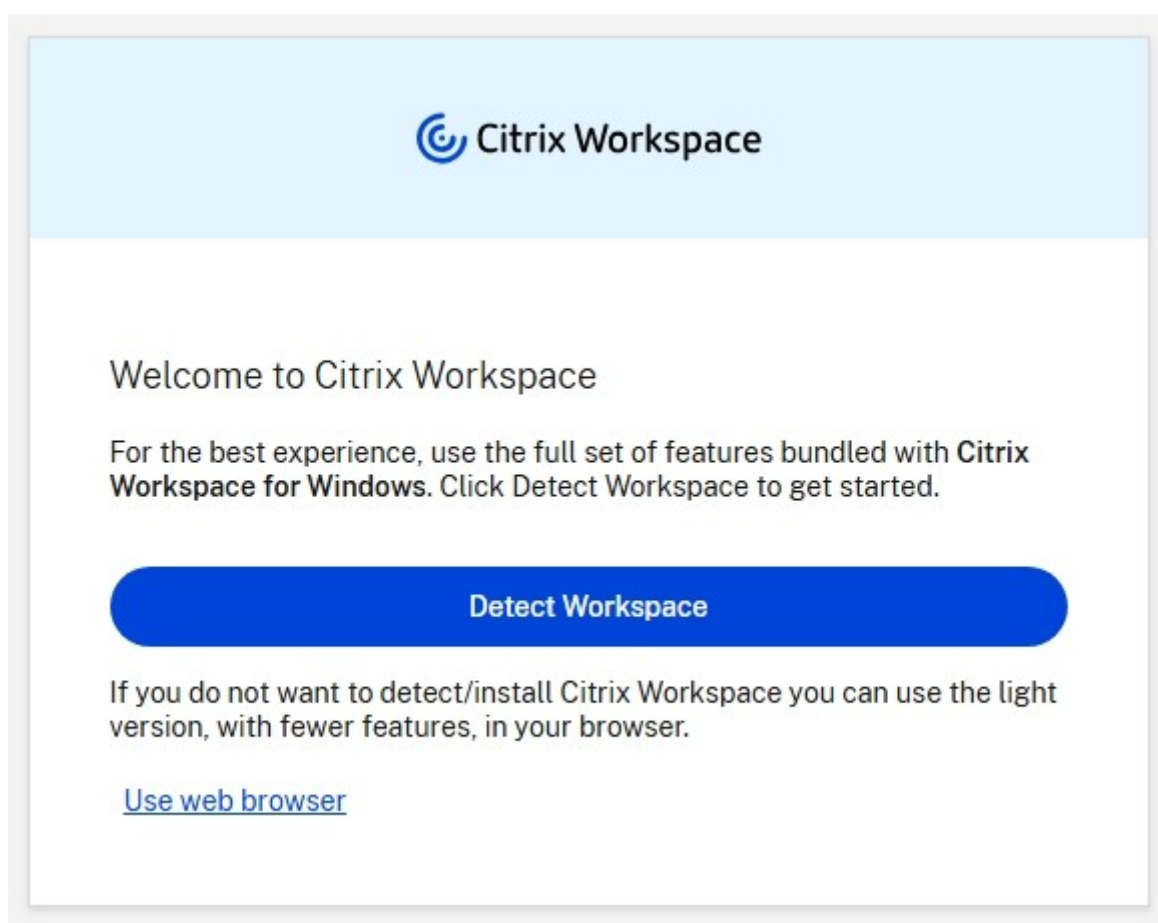 Citrix Workspace
Welcome to Citrix Workspace
For the best experience, use the full set of features bundled with Citrix
Workspace for Windows. Click Detect Workspace to get started.
Detect Workspace
If you do not want to detect/install Citrix Workspace you can use the light
version, with fewer features, in your browser.
Use web browser